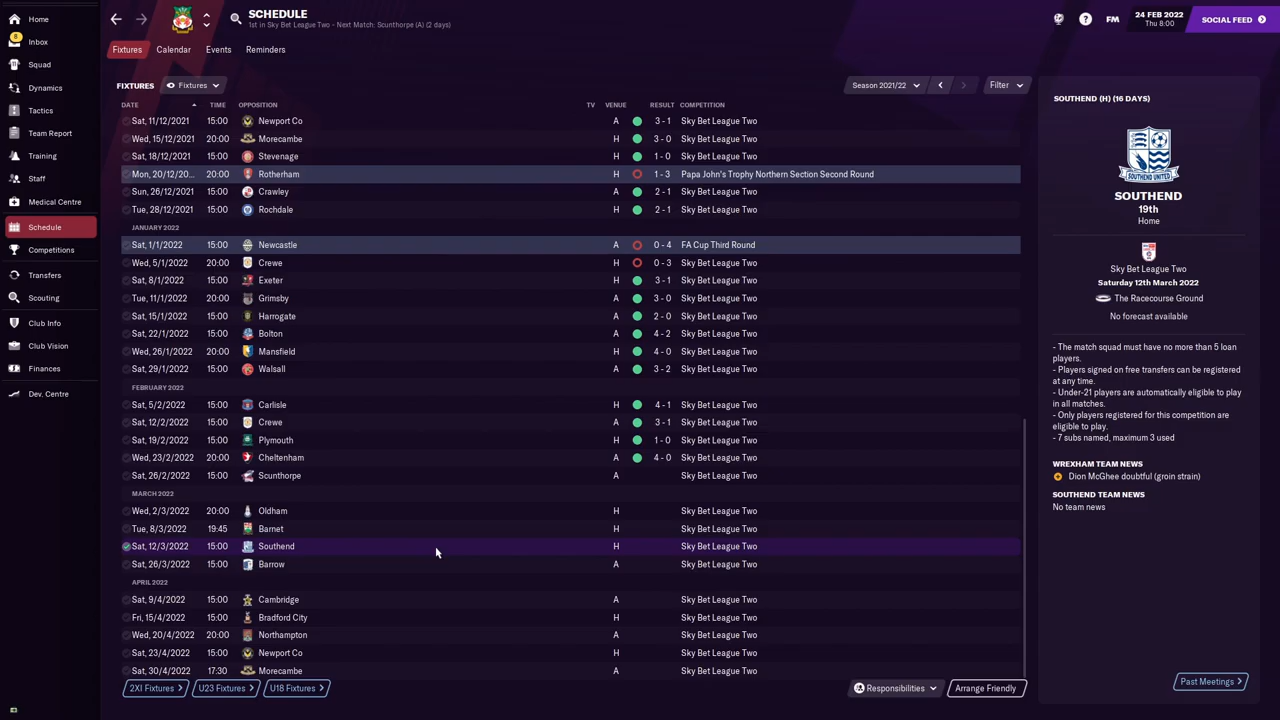 SCHEDULE
1st in Sky Bet League Two - Next Match: Scunthorpe (A) (2 days)
FM
24 FEB 2022
Thu 8:00
SOCIAL FEED
Home
8
Inbox
Squad
Dynamics
Tactics
Team Report
Training
Staff
Medical Centre
Schedule
Competitions
Transfers
Scouting
Club Info
Club Vision
Finances
Dev. Centre
Fixtures Calendar Events Reminders
FIXTURES Fixtures Season 2021/22 Filter
DATE TIME OPPOSITION TV VENUE RESULT COMPETITION
Sat, 11/12/2021 15:00 Newport Co A 3 - 1 Sky Bet League Two
Wed, 15/12/2021 20:00 Morecambe H 3 - 0 Sky Bet League Two
Sat, 18/12/2021 15:00 Stevenage H 1 - 0 Sky Bet League Two
Mon, 20/12/20... 20:00 Rotherham H 1 - 3 Papa John's Trophy Northern Section Second Round
Sun, 26/12/2021 15:00 Crawley A 2 - 1 Sky Bet League Two
Tue, 28/12/2021 15:00 Rochdale H 2 - 1 Sky Bet League Two
JANUARY 2022
Sat, 1/1/2022 15:00 Newcastle A 0 - 4 FA Cup Third Round
Wed, 5/1/2022 20:00 Crewe H 0 - 3 Sky Bet League Two
Sat, 8/1/2022 15:00 Exeter H 3 - 1 Sky Bet League Two
Tue, 11/1/2022 20:00 Grimsby A 3 - 0 Sky Bet League Two
Sat, 15/1/2022 15:00 Harrogate A 2 - 0 Sky Bet League Two
Sat, 22/1/2022 15:00 Bolton A 4 - 2 Sky Bet League Two
Wed, 26/1/2022 20:00 Mansfield H 4 - 0 Sky Bet League Two
Sat, 29/1/2022 15:00 Walsall A 3 - 2 Sky Bet League Two
FEBRUARY 2022
Sat, 5/2/2022 15:00 Carlisle H 4 - 1 Sky Bet League Two
Sat, 12/2/2022 15:00 Crewe A 3 - 1 Sky Bet League Two
Sat, 19/2/2022 15:00 Plymouth H 1 - 0 Sky Bet League Two
Wed, 23/2/2022 20:00 Cheltenham A 4 - 0 Sky Bet League Two
Sat, 26/2/2022 15:00 Scunthorpe A Sky Bet League Two
MARCH 2022
Wed, 2/3/2022 20:00 Oldham H Sky Bet League Two
Tue, 8/3/2022 19:45 Barnet H Sky Bet League Two
Sat, 12/3/2022 15:00 Southend H Sky Bet League Two
Sat, 26/3/2022 15:00 Barrow A Sky Bet League Two
APRIL 2022
Sat, 9/4/2022 15:00 Cambridge A Sky Bet League Two
Fri, 15/4/2022 15:00 Bradford City H Sky Bet League Two
Wed, 20/4/2022 20:00 Northampton A Sky Bet League Two
Sat, 23/4/2022 15:00 Newport Co H Sky Bet League Two
Sat, 30/4/2022 17:30 Morecambe A Sky Bet League Two
2XI Fixtures U23 Fixtures U18 Fixtures Responsibilities Arrange Friendly
SOUTHEND (H) (16 DAYS)
SOUTHEND UNITED
SOUTHEND
19th
Home
Sky Bet League Two
Saturday 12th March 2022
The Racecourse Ground
No forecast available
- The match squad must have no more than 5 loan
players.
- Players signed on free transfers can be registered
at any time.
- Under-21 players are automatically eligible to play
in all matches.
- Only players registered for this competition are
eligible to play.
- 7 subs named, maximum 3 used
WREXHAM TEAM NEWS
Dion McGhee doubtful (groin strain)
SOUTHEND TEAM NEWS
No team news
Past Meetings